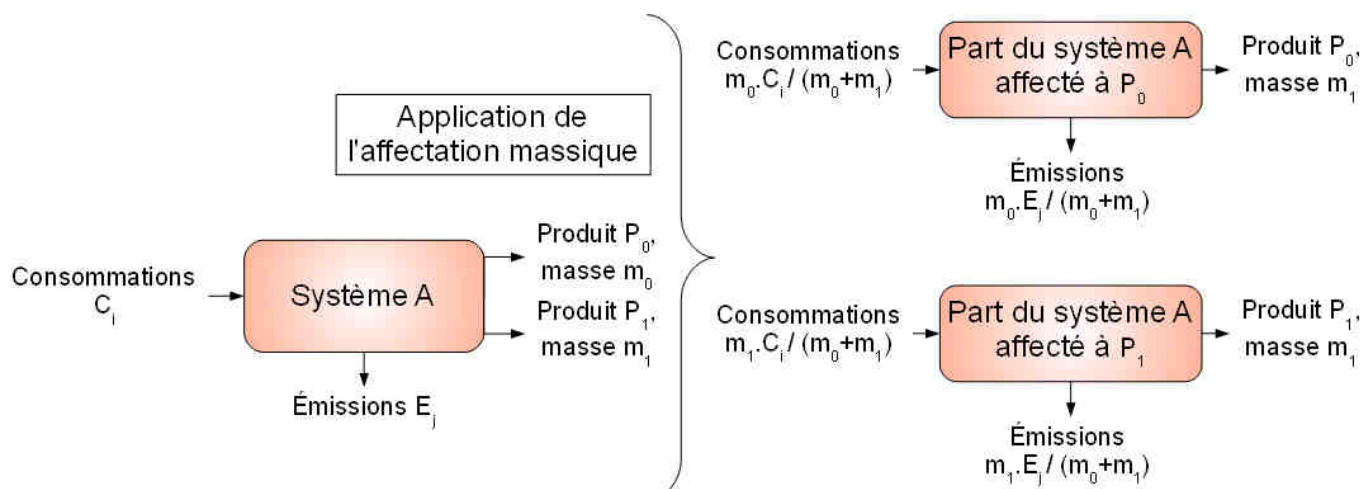 Application de
l'affectation massique
Consommations
C_i
Système A
Produit P_0,
masse m_0
Produit P_1,
masse m_1
Émissions E_j
Consommations
m_0.C_i / (m_0+m_1)
Part du système A
affecté à P_0
Produit P_0,
masse m_1
Émissions
m_0.E_j / (m_0+m_1)
Consommations
m_1.C_i / (m_0+m_1)
Part du système A
affecté à P_1
Produit P_1,
masse m_1
Émissions
m_1.E_j / (m_0+m_1)